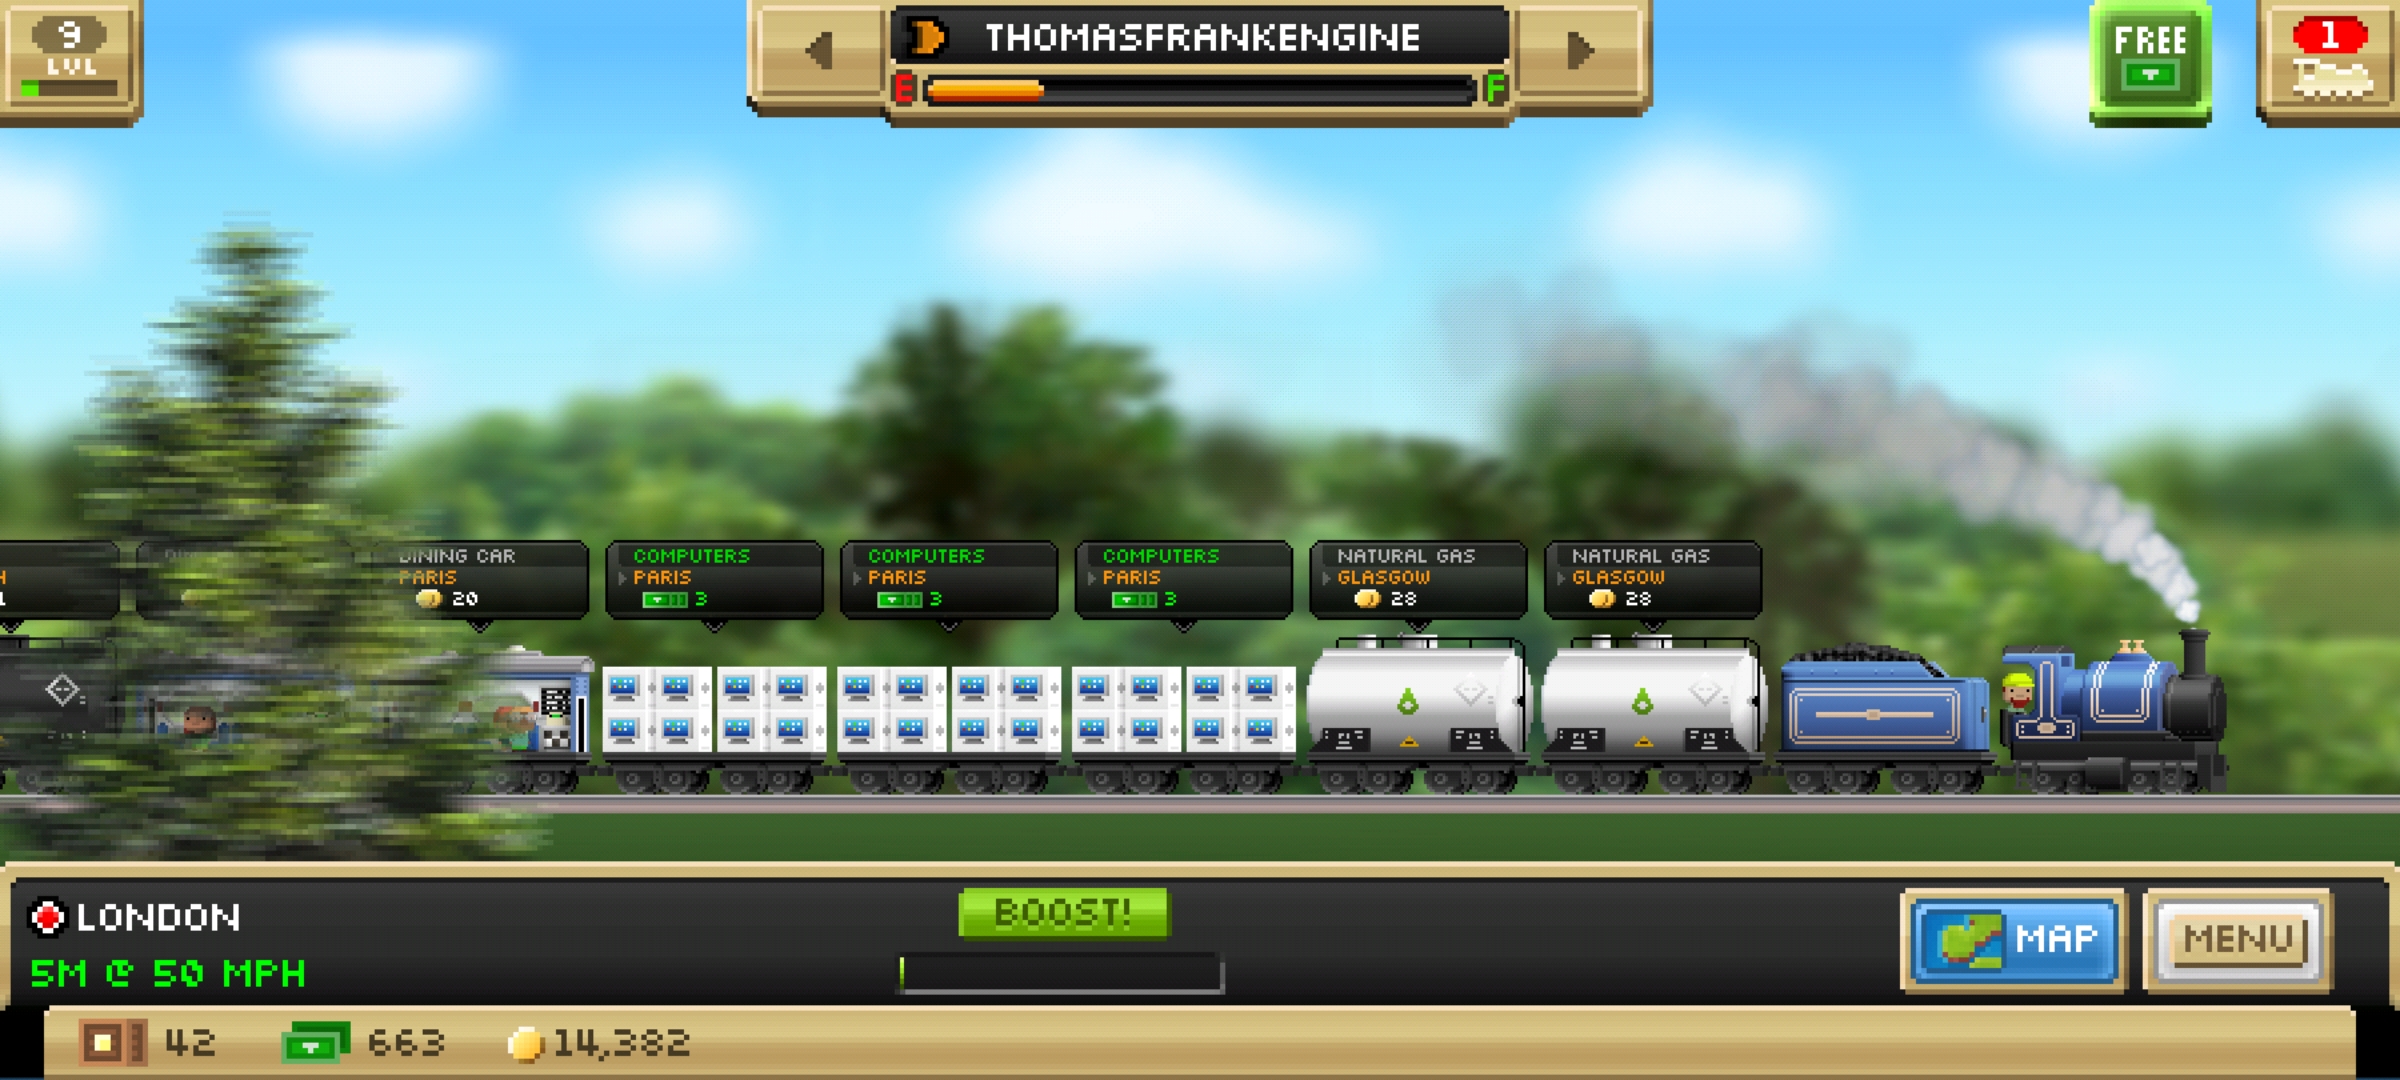 9
LVL
THOMASFRANKENGINE
E
F
FREE
1
DINING CAR
PARIS
20
COMPUTERS
PARIS
3
COMPUTERS
PARIS
3
COMPUTERS
PARIS
3
NATURAL GAS
GLASGOW
28
NATURAL GAS
GLASGOW
28
LONDON
5M @ 50 MPH
BOOST!
MAP
MENU
42
663
14,382